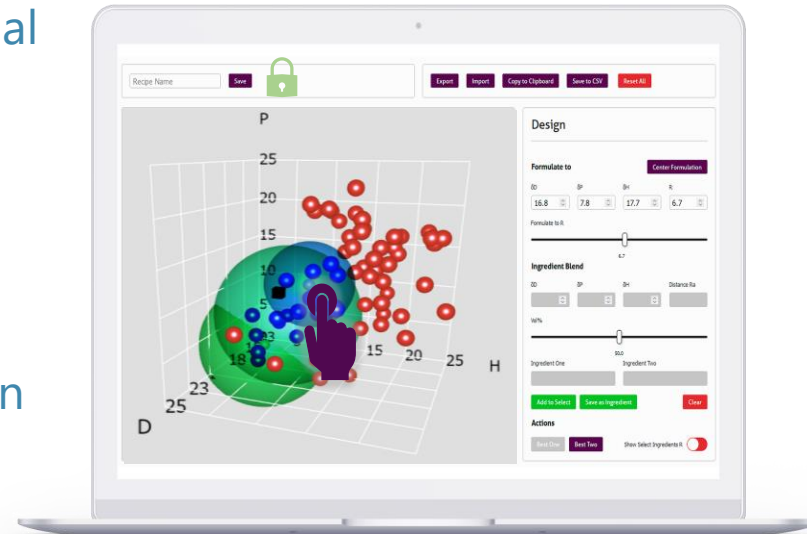 al
n
Recipe Name
Save
Export Import Copy to Clipboard Save to CSV Reset All
P
25
20
15
10
5
15 20 25
H
18
23
25
D
Design
Formulate to
Center Formulation
δD δP δH R
16.8 7.8 17.7 6.7
Formulate to R
6.7
Ingredient Blend
δD δP δH Distance Ra
Vol%
50.0
Ingredient One Ingredient Two
Add to Select Save as Ingredient Clear
Actions
Best One Best Two Show Select Ingredients R